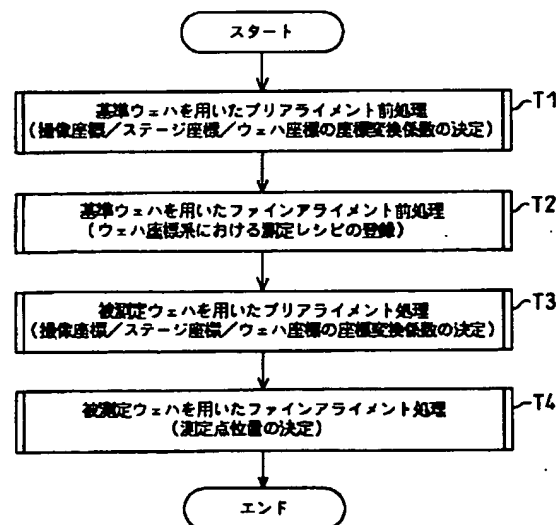 スタート
基準ウェハを用いたプリアライメント前処理
(撮像座標/ステージ座標/ウェハ座標の座標変換係数の決定)
T1
基準ウェハを用いたファインアライメント前処理
(ウェハ座標系における測定レシピの登録)
T2
被測定ウェハを用いたプリアライメント処理
(撮像座標/ステージ座標/ウェハ座標の座標変換係数の決定)
T3
被測定ウェハを用いたファインアライメント処理
(測定点位置の決定)
T4
エンド